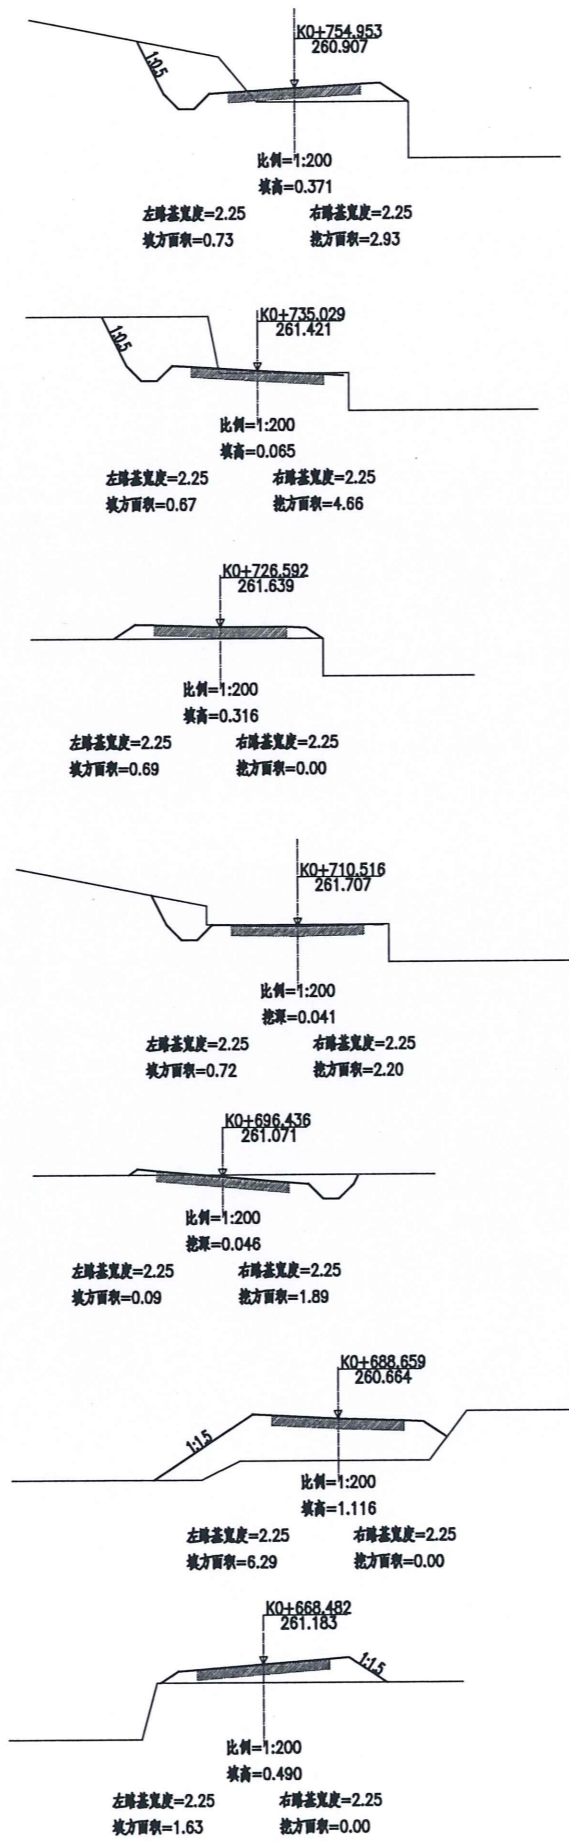 K0+754.953
260.907
1:0.5
比例=1:200
填高=0.371
左路基宽度=2.25 右路基宽度=2.25
填方面积=0.73 挖方面积=2.93
K0+735.029
261.421
1:0.5
比例=1:200
填高=0.065
左路基宽度=2.25 右路基宽度=2.25
填方面积=0.67 挖方面积=4.66
K0+726.592
261.639
比例=1:200
填高=0.316
左路基宽度=2.25 右路基宽度=2.25
填方面积=0.69 挖方面积=0.00
K0+710.516
261.707
比例=1:200
挖深=0.041
左路基宽度=2.25 右路基宽度=2.25
填方面积=0.72 挖方面积=2.20
K0+696.436
261.071
比例=1:200
挖深=0.046
左路基宽度=2.25 右路基宽度=2.25
填方面积=0.09 挖方面积=1.89
K0+688.659
260.664
1:1.5
比例=1:200
填高=1.116
左路基宽度=2.25 右路基宽度=2.25
填方面积=6.29 挖方面积=0.00
K0+668.482
261.183
1:1.5
比例=1:200
填高=0.490
左路基宽度=2.25 右路基宽度=2.25
填方面积=1.63 挖方面积=0.00